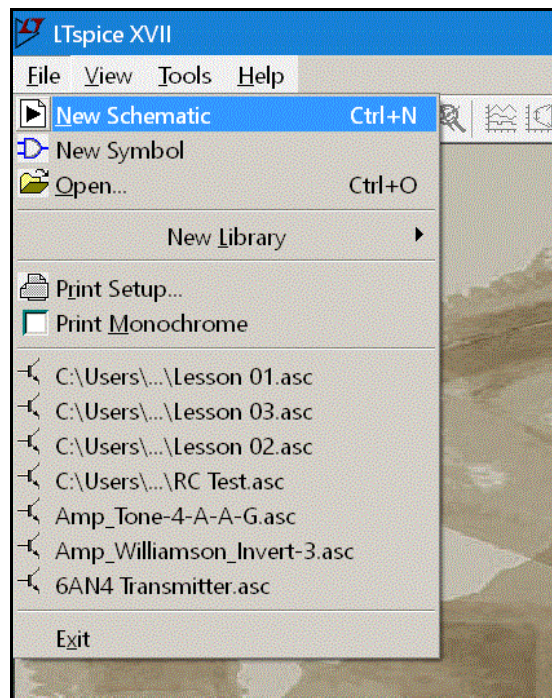 LTspice XVII
File View Tools Help
New Schematic Ctrl+N
New Symbol
Open... Ctrl+O
New Library
Print Setup...
Print Monochrome
C:\Users\...\Lesson 01.asc
C:\Users\...\Lesson 03.asc
C:\Users\...\Lesson 02.asc
C:\Users\...\RC Test.asc
Amp_Tone-4-A-A-G.asc
Amp_Williamson_Invert-3.asc
6AN4 Transmitter.asc
Exit